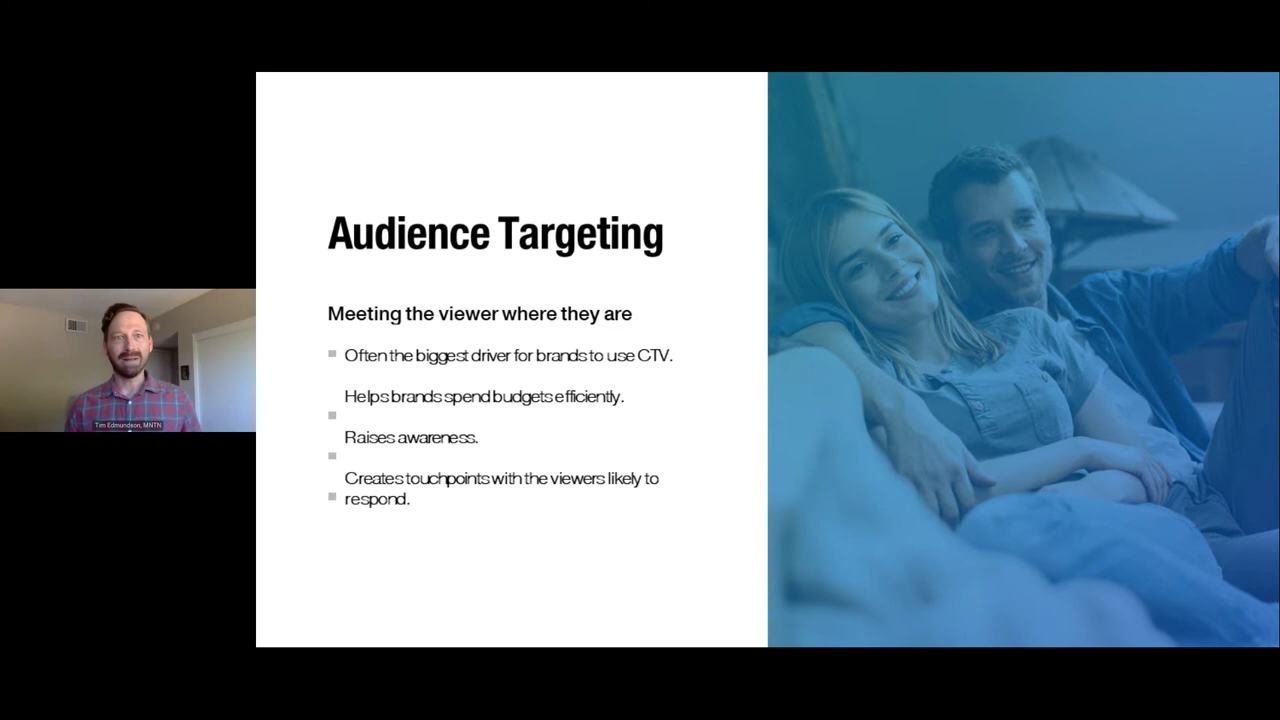 Audience Targeting
Meeting the viewer where they are
Often the biggest driver for brands to use CTV.
Helps brands spend budgets efficiently.
Raises awareness.
Creates touchpoints with the viewers likely to
respond.
Tim Edmundson, MNTN